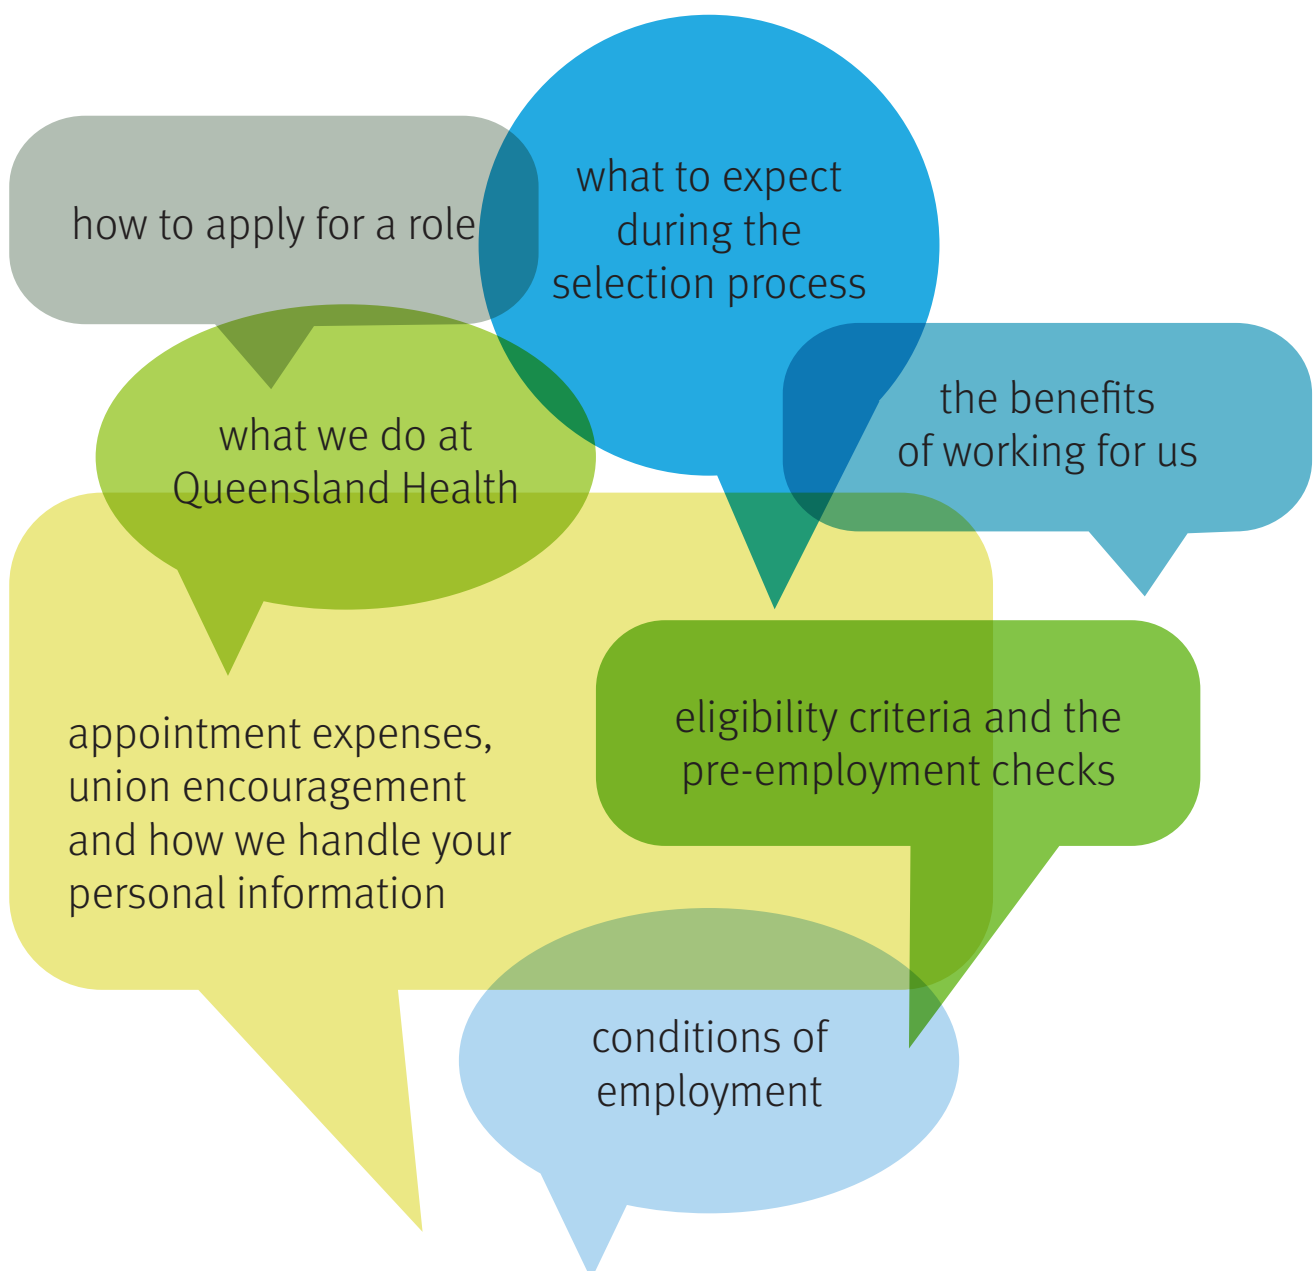 how to apply for a role
what to expect
during the
selection process
the benefits
of working for us
what we do at
Queensland Health
appointment expenses,
union encouragement
and how we handle your
personal information
eligibility criteria and the
pre-employment checks
conditions of
employment